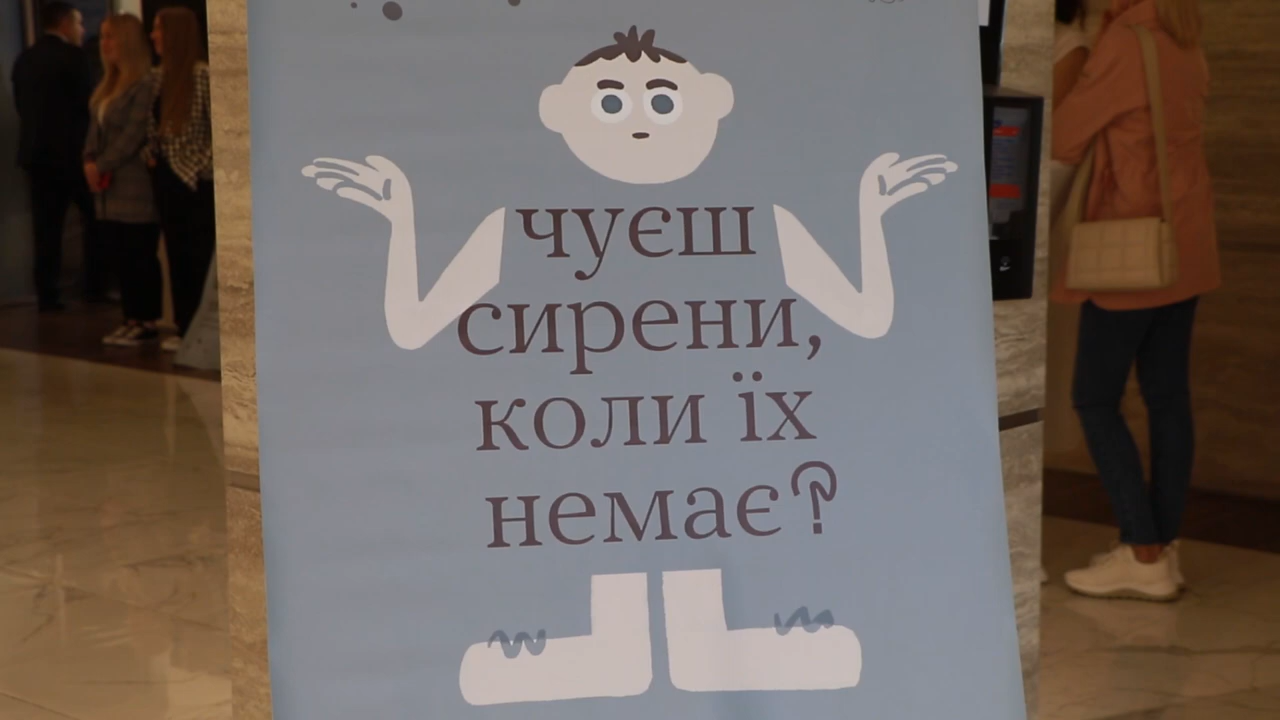 чуєш
сирени,
коли їх
немає?